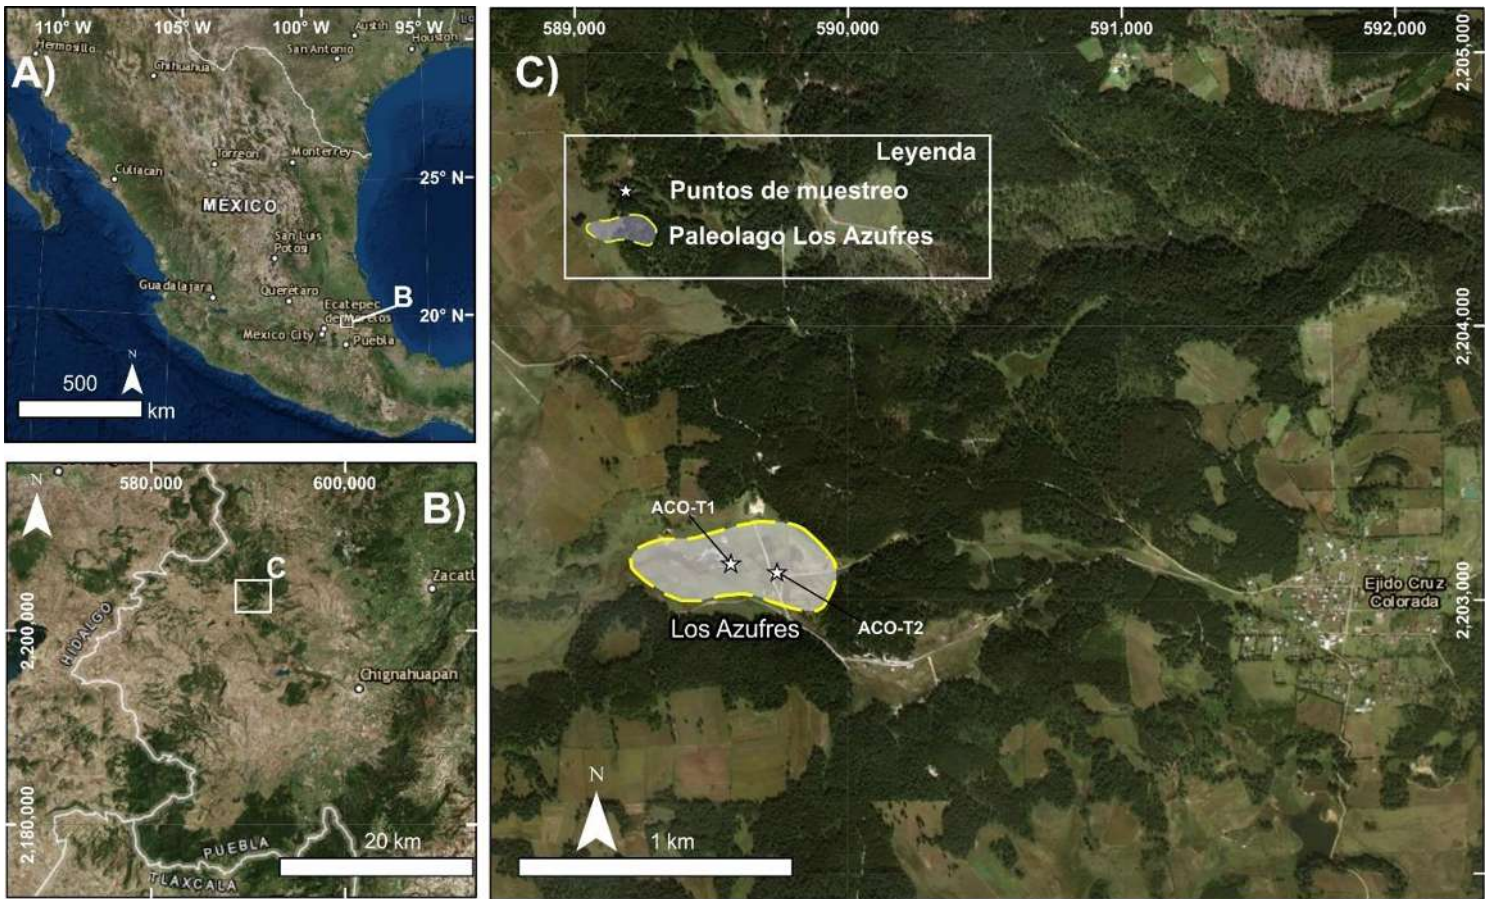 110° W
105° W
100° W
95° W
A)
Hermosillo
Chihuahua
Austin
San Antonio
Houston
Culiacan
Torreon
Monterrey
25° N
MÉXICO
San Luis
Potosi
Guadalajara
Querétaro
Ecatepec
de Morelos
B
20° N
Mexico City
Puebla
N
500
km
N
580,000
600,000
B)
C
Zacatl
HIDALGO
2,200,000
Chignahuapan
2,180,000
20 km
PUEBLA
TLAXCALA
589,000
590,000
591,000
592,000
C)
2,205,000
Leyenda
Puntos de muestreo
Paleolago Los Azufres
2,204,000
ACO-T1
Los Azufres
ACO-T2
Ejido Cruz
Colorada
2,203,000
N
1 km